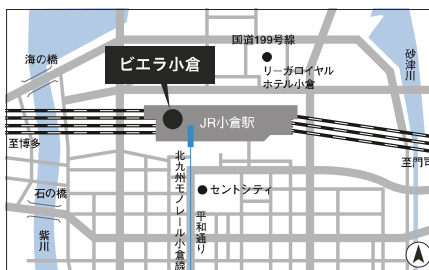 国道199号線
砂津川
海の橋
ビエラ小倉
リーガロイヤル
ホテル小倉
JR小倉駅
至博多
至門司
北九州モノレール小倉線
石の橋
セントシティ
平和通り
紫川